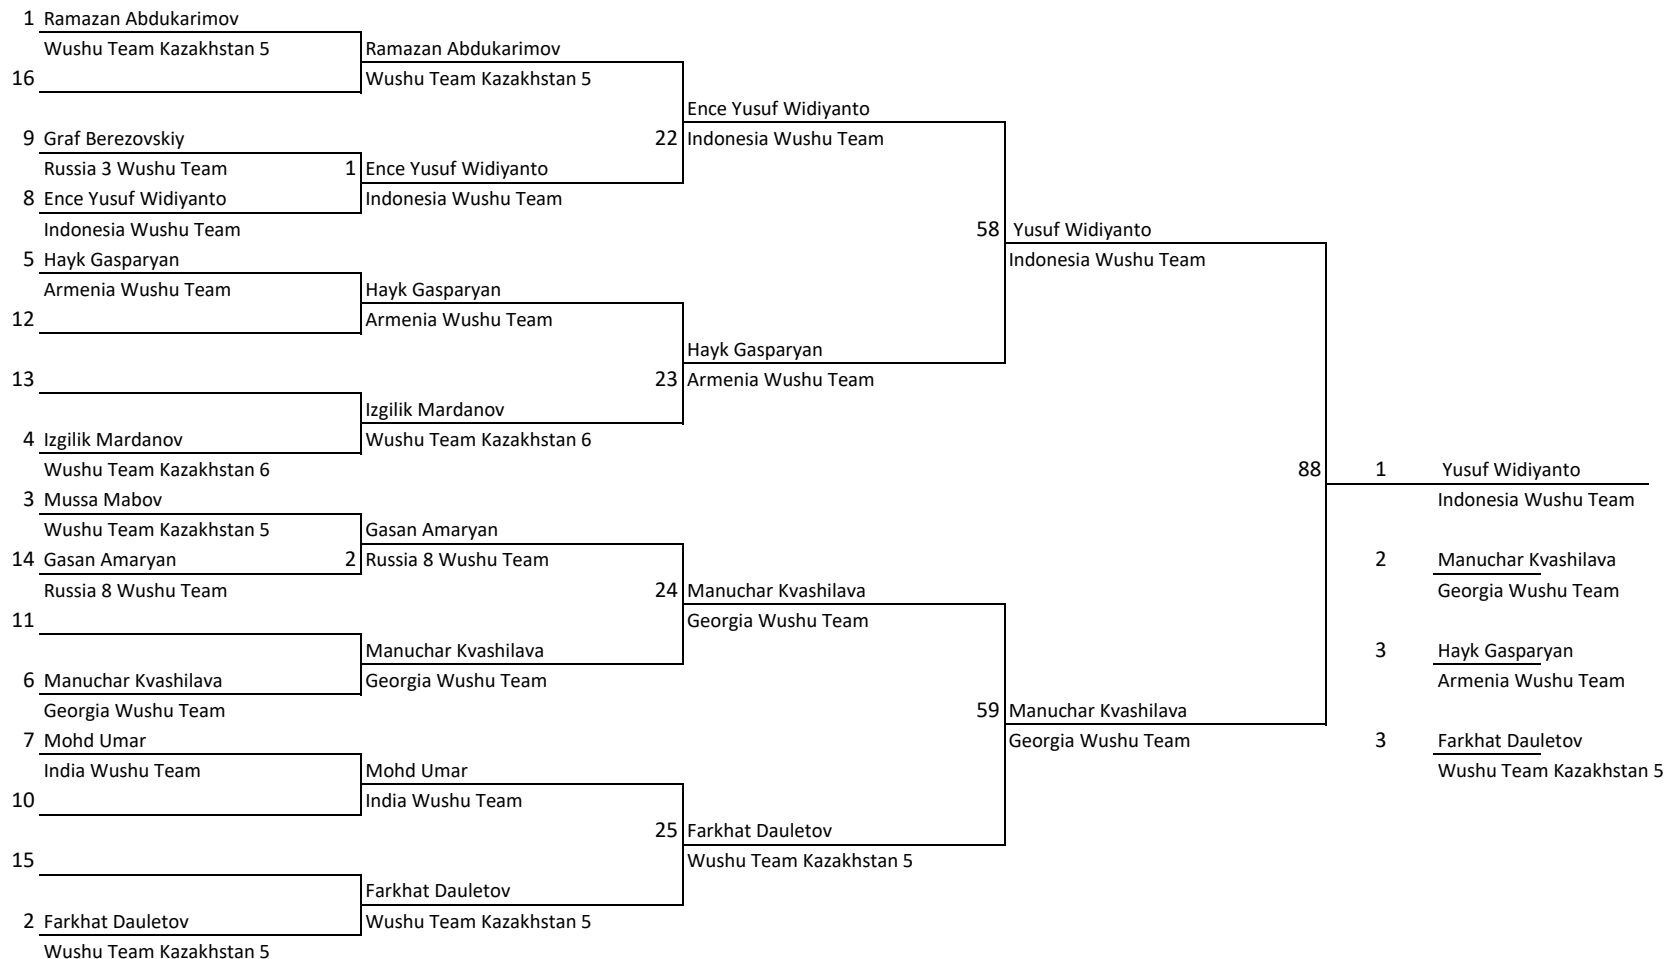 1 Ramazan Abdukarimov
Wushu Team Kazakhstan 5
Ramazan Abdukarimov
16
Wushu Team Kazakhstan 5
Ence Yusuf Widiyanto
9 Graf Berezovskiy
22 Indonesia Wushu Team
Russia 3 Wushu Team
1 Ence Yusuf Widiyanto
8 Ence Yusuf Widiyanto
Indonesia Wushu Team
Indonesia Wushu Team
58 Yusuf Widiyanto
5 Hayk Gasparyan
Indonesia Wushu Team
Armenia Wushu Team
Hayk Gasparyan
12
Armenia Wushu Team
Hayk Gasparyan
13
23 Armenia Wushu Team
Izgilik Mardanov
4 Izgilik Mardanov
Wushu Team Kazakhstan 6
Wushu Team Kazakhstan 6
88
1 Yusuf Widiyanto
3 Mussa Mabov
Indonesia Wushu Team
Wushu Team Kazakhstan 5
Gasan Amaryan
14 Gasan Amaryan
2 Russia 8 Wushu Team
2 Manuchar Kvashilava
Russia 8 Wushu Team
24 Manuchar Kvashilava
Georgia Wushu Team
11
Georgia Wushu Team
Manuchar Kvashilava
3 Hayk Gasparyan
6 Manuchar Kvashilava
Georgia Wushu Team
Armenia Wushu Team
Georgia Wushu Team
59 Manuchar Kvashilava
7 Mohd Umar
Georgia Wushu Team
3 Farkhat Dauletov
India Wushu Team
Mohd Umar
Wushu Team Kazakhstan 5
10
India Wushu Team
25 Farkhat Dauletov
15
Wushu Team Kazakhstan 5
Farkhat Dauletov
2 Farkhat Dauletov
Wushu Team Kazakhstan 5
Wushu Team Kazakhstan 5